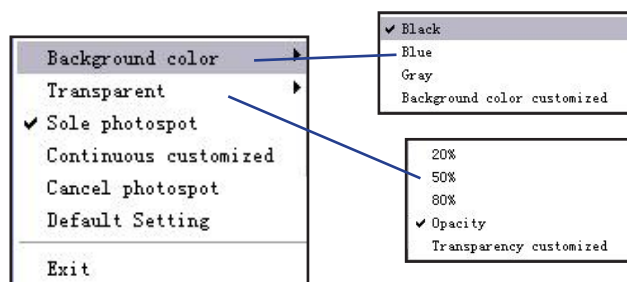 Background color
Transparent
Sole photospot
Continuous customized
Cancel photospot
Default Setting
Exit
Black
Blue
Gray
Background color customized
20%
50%
80%
Opacity
Transparency customized